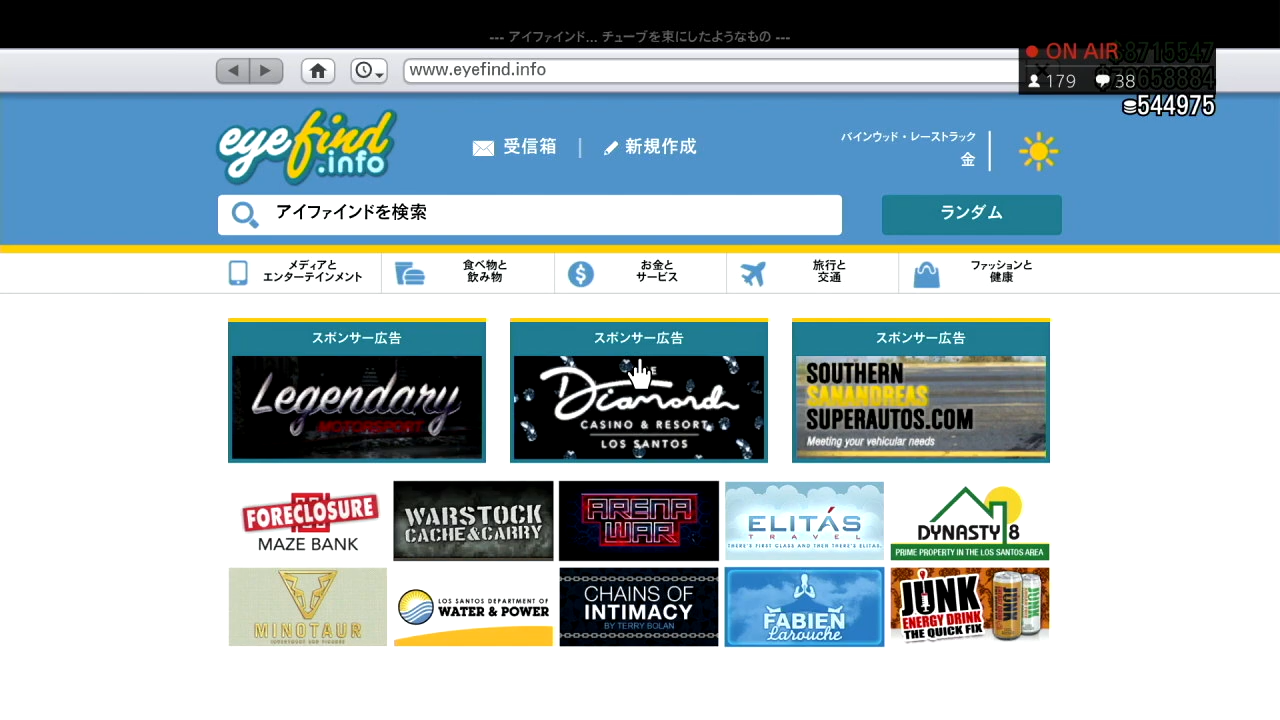 --- アイファインド... チューブを束にしたようなもの ---
www.eyefind.info
ON AIR
179
38
544975
eyefind
.info
受信箱
新規作成
バインウッド・レーストラック
金
アイファインドを検索
ランダム
メディアと
エンターテインメント
食べ物と
飲み物
お金と
サービス
旅行と
交通
ファッションと
健康
スポンサー広告
Legendary
MOTORSPORT
スポンサー広告
Diamond
CASINO & RESORT
LOS SANTOS
スポンサー広告
SOUTHERN
SANANDREAS
SUPERAUTOS.COM
Meeting your vehicular needs
FORECLOSURE
MAZE BANK
WARSTOCK
CACHE&CARRY
ARENA
WAR
ELITÁS
TRAVEL
THERE'S FIRST CLASS AND THEN THERE'S ELITAS.
DYNASTY 8
PRIME PROPERTY IN THE LOS SANTOS AREA
MINOTAUR
LOS SANTOS DEPARTMENT OF
WATER & POWER
CHAINS OF
INTIMACY
BY TERRY BOLAN
FABIEN
Larouche
JUNK
ENERGY DRINK
THE QUICK FIX